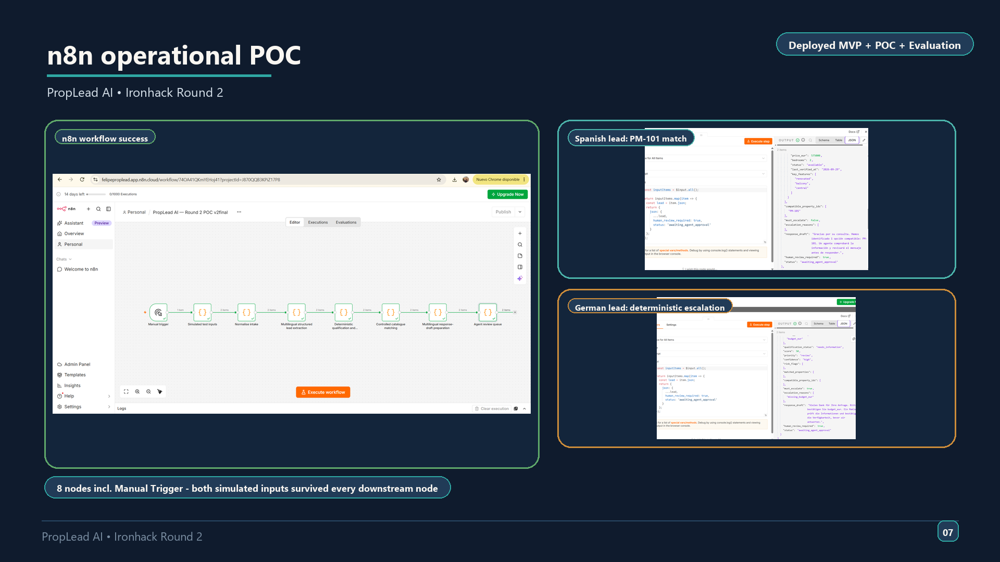 n8n operational POC
Deployed MVP + POC + Evaluation
PropLead AI • Ironhack Round 2
n8n workflow success
felipeproplead.app.n8n.cloud/workflow/74OA41QKmYEHoj41?projectId=J870QQB3KPiZ17P8
Nuevo Chrome disponible
14 days left
0/1000 Executions
Upgrade Now
n8n
Personal / PropLead AI — Round 2 POC v2final ...
Publish
Assistant Preview
Editor Executions Evaluations
Overview
Personal
Chats
Welcome to n8n
1 item 2 items 2 items 2 items 2 items 2 items 2 items 2 items
Manual trigger
Simulated test inputs
Normalise intake
Multilingual structured
lead extraction
Deterministic
qualification and...
Controlled catalogue
matching
Multilingual response-
draft preparation
Agent review queue
Admin Panel
Templates
Insights
Help
Settings
Execute workflow
Logs
Clear execution
Spanish lead: PM-101 match
Docs
Execute step
OUTPUT
Schema Table JSON
2 items
e for All Items
pt
onst inputItems = $input.all();
eturn inputItems.map(item => {
const lead = item.json;
return {
json: {
...lead,
human_review_required: true,
status: 'awaiting_agent_approval'
}
};
);
for a list of special vars/methods. Debug by using console.log() statements and viewing
tput in the browser console.
I wish this node would...
"price_eur": 575000,
"bedrooms": 2,
"status": "available",
"last_verified_at": "2026-09-29",
"key_features": [
"renovated",
"balcony",
"central"
]
}
],
"compatible_property_ids": [
"PM-101"
],
"must_escalate": false,
"escalation_reasons": [
],
"response_draft": "Gracias por su consulta. Hemos
identificado 1 opción compatible: PM-
101. Un agente comprobará la
información y revisará el mensaje
antes de responder.",
"human_review_required": true,
"status": "awaiting_agent_approval"
},
German lead: deterministic escalation
Upgrade
Docs
Settings
Execute step
OUTPUT
Schema Table JSON
2 items
ce for All Items
pt
onst inputItems = $input.all();
eturn inputItems.map(item => {
const lead = item.json;
return {
json: {
...lead,
human_review_required: true,
status: 'awaiting_agent_approval'
}
};
);
for a list of special vars/methods. Debug by using console.log() statements and viewing
utput in the browser console.
"budget_eur"
],
"qualification_status": "needs_information",
"score": 50,
"priority": "review",
"confidence": "high",
"risk_flags": [
],
"matched_properties": [
],
"compatible_property_ids": [
],
"must_escalate": true,
"escalation_reasons": [
"missing_budget_eur"
],
"response_draft": "Vielen Dank für Ihre Anfrage. Bitt
bestätigen Sie budget_eur. Ein Makle
prüft die Informationen und bestätig
die Verfügbarkeit, bevor wir
antworten.",
"human_review_required": true,
"status": "awaiting_agent_approval"
}
8 nodes incl. Manual Trigger - both simulated inputs survived every downstream node
PropLead AI • Ironhack Round 2
07